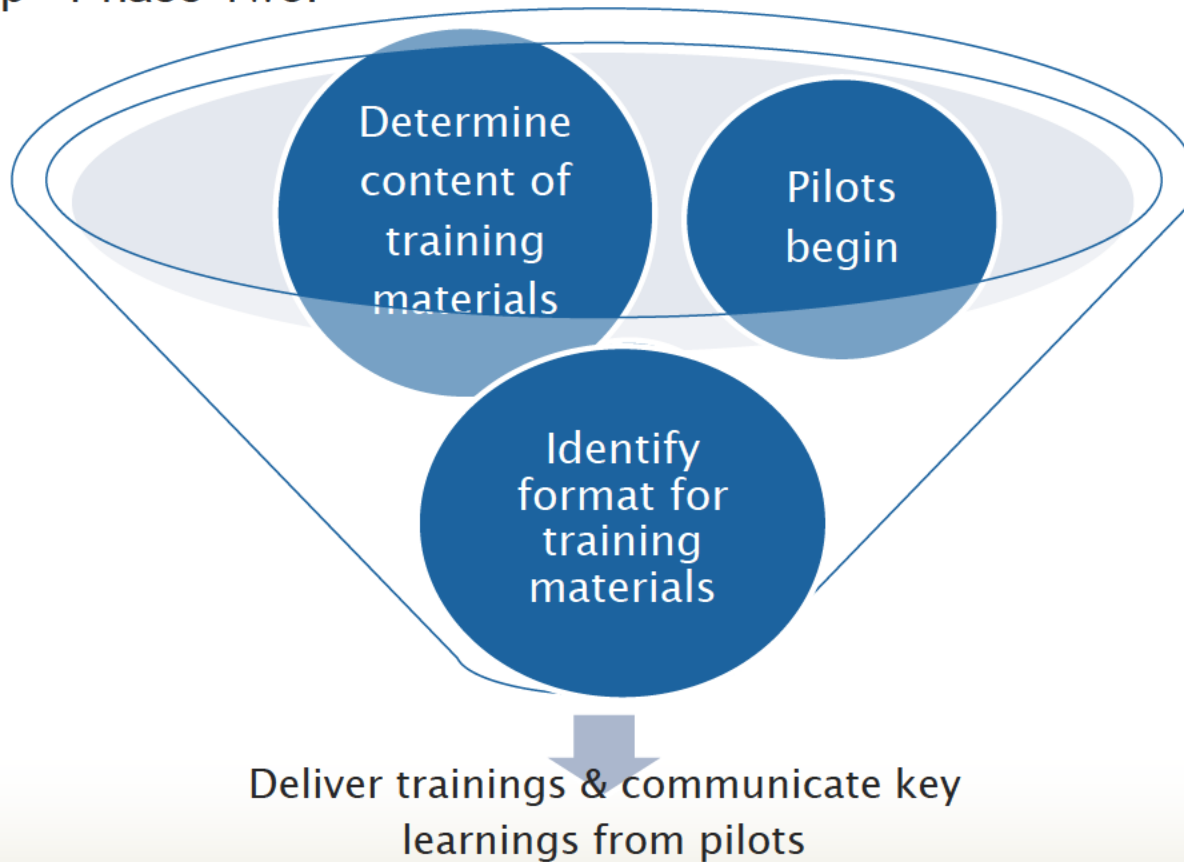 Determine
content of
training
materials
Pilots
begin
Identify
format for
training
materials
Deliver trainings & communicate key
learnings from pilots